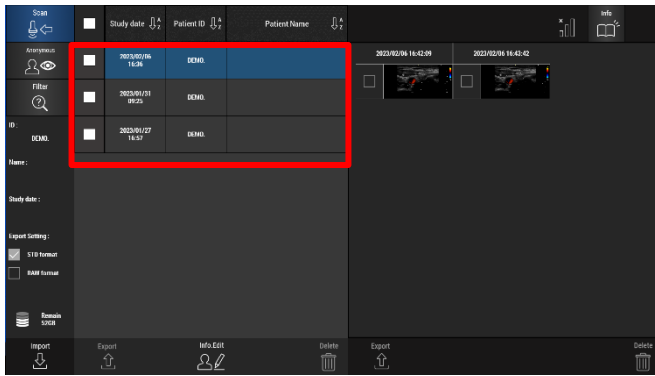 Scan
Study date
Patient ID
Patient Name
Info
Anonymous
Filter
ID :
DEMO.
Name :
Study date :
Export Setting :
STD format
RAW format
Remain
52GB
Import
2023/02/06
16:36
DEMO.
2023/01/31
09:25
DEMO.
2023/01/27
16:57
DEMO.
Export
Info.Edit
Delete
2023/02/06 16:42:09
2023/02/06 16:43:42
Export
Delete